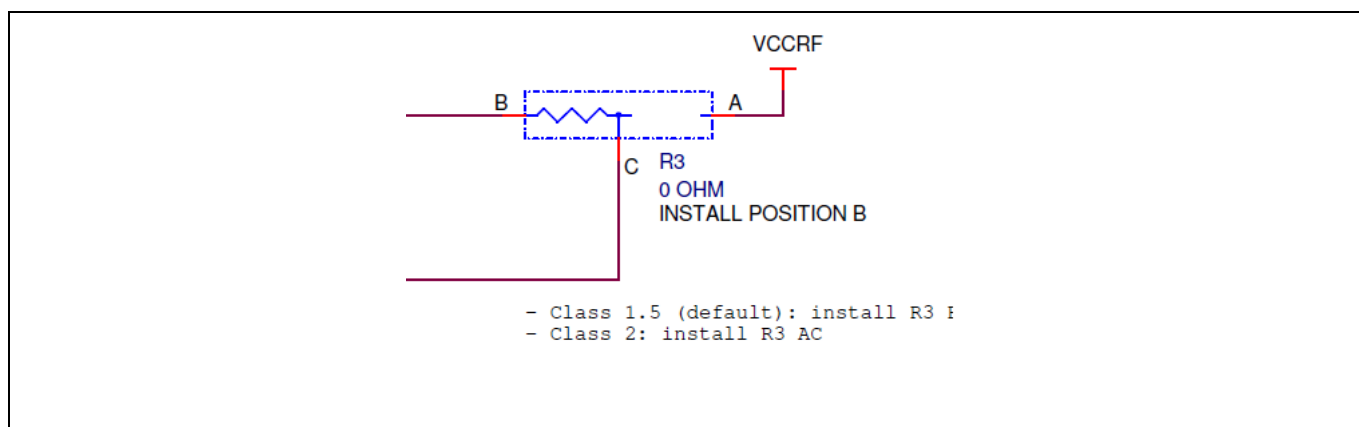 VCCRF
B
A
C
R3
0 OHM
INSTALL POSITION B
- Class 1.5 (default): install R3
- Class 2: install R3 AC